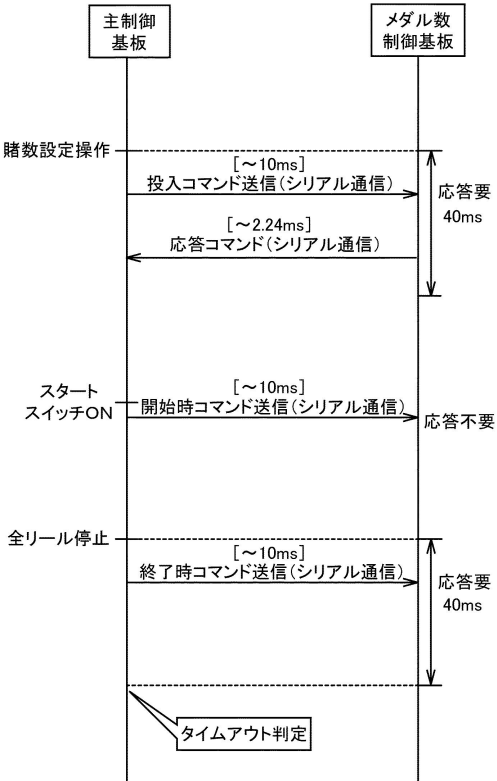 主制御
基板
メダル数
制御基板
賭数設定操作
[～10ms]
投入コマンド送信(シリアル通信)
応答要
40ms
[～2.24ms]
応答コマンド(シリアル通信)
スタート
スイッチON
[～10ms]
開始時コマンド送信(シリアル通信)
応答不要
全リール停止
[～10ms]
終了時コマンド送信(シリアル通信)
応答要
40ms
タイムアウト判定